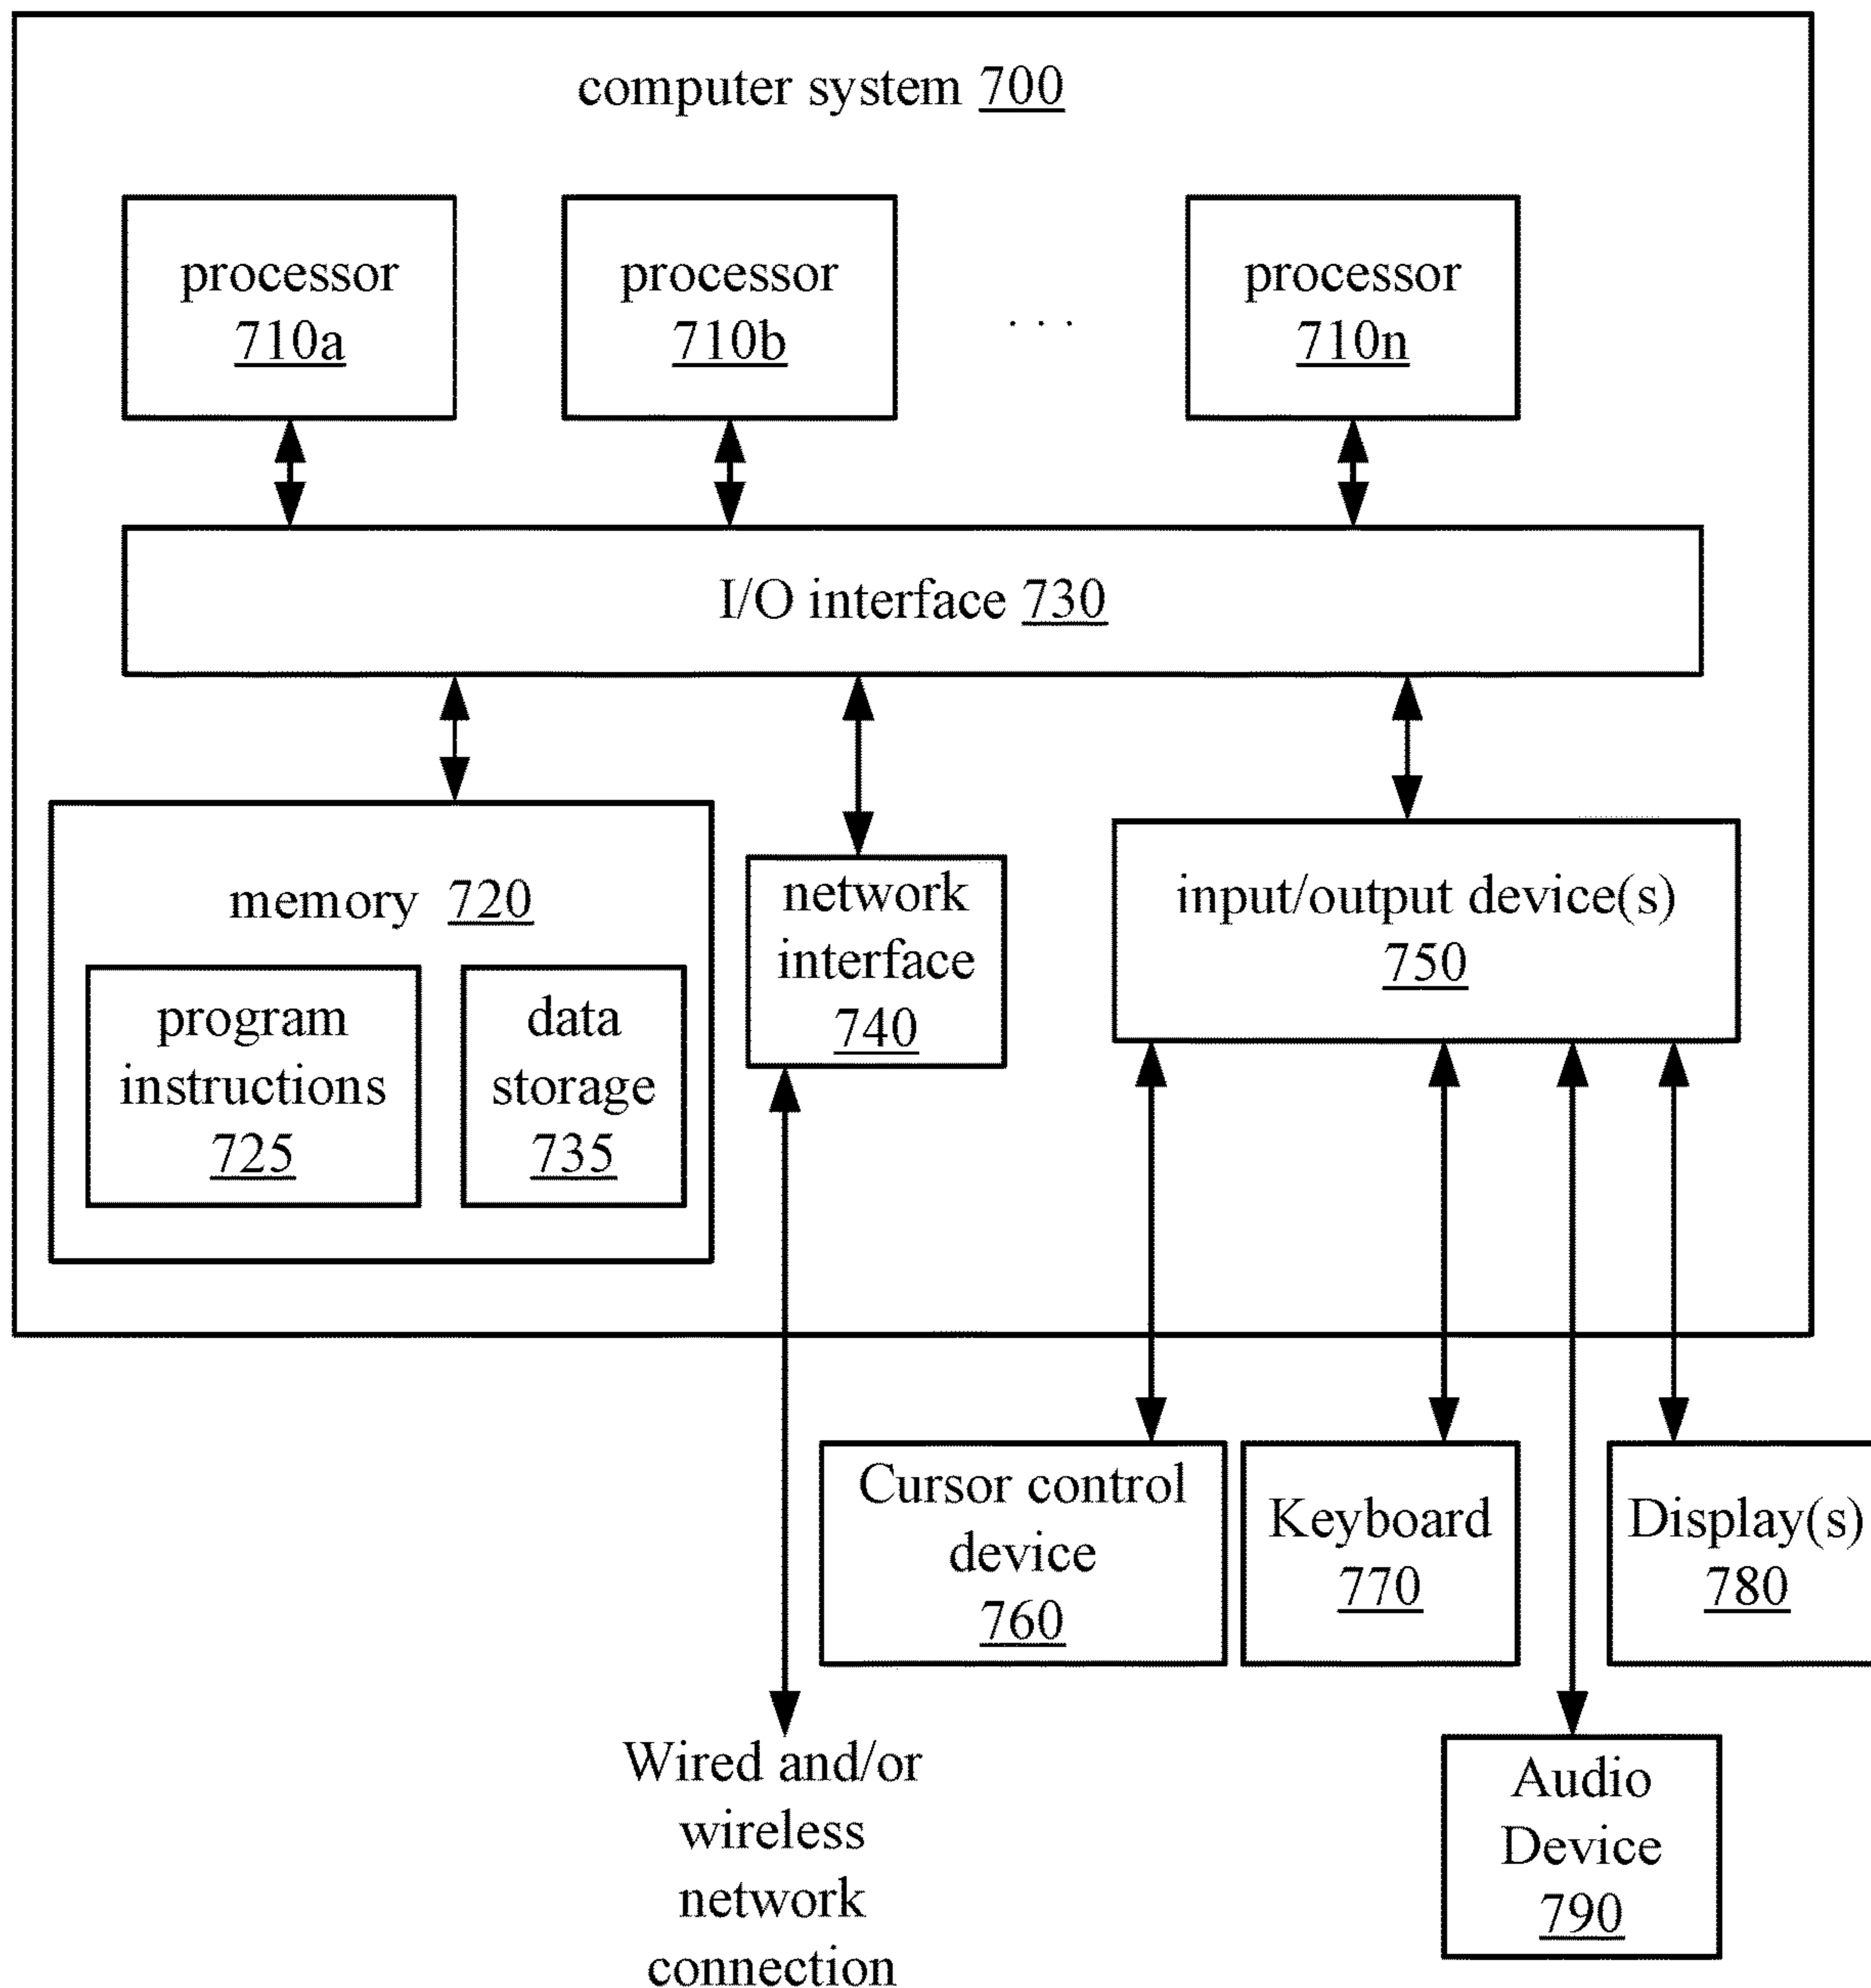 computer system 700
processor
710a
processor
710b
. . .
processor
710n
I/O interface 730
memory 720
program
instructions
725
data
storage
735
network
interface
740
input/output device(s)
750
Cursor control
device
760
Keyboard
770
Display(s)
780
Wired and/or
wireless
network
connection
Audio
Device
790